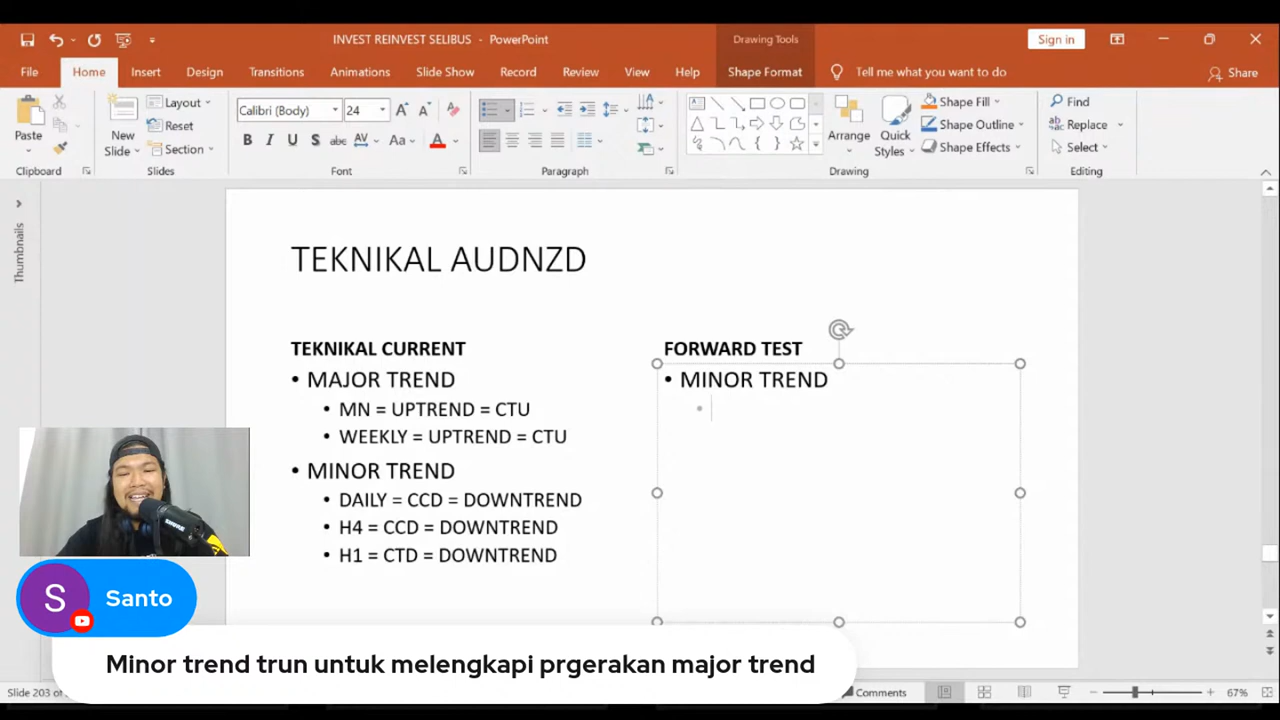 INVEST REINVEST SELIBUS - PowerPoint
Drawing Tools
Sign in
File Home Insert Design Transitions Animations Slide Show Record Review View Help Shape Format Tell me what you want to do Share
Paste
Clipboard
New Slide
Layout
Reset
Section
Slides
Calibri (Body) 24
B I U S abc AV Aa A
Font
Paragraph
Arrange
Quick Styles
Shape Fill
Shape Outline
Shape Effects
Drawing
Find
Replace
Select
Editing
Thumbnails
TEKNIKAL AUDNZD
TEKNIKAL CURRENT
• MAJOR TREND
• MN = UPTREND = CTU
• WEEKLY = UPTREND = CTU
• MINOR TREND
• DAILY = CCD = DOWNTREND
• H4 = CCD = DOWNTREND
• H1 = CTD = DOWNTREND
FORWARD TEST
• MINOR TREND
SHURE
S Santo
Minor trend trun untuk melengkapi prgerakan major trend
Slide 203 of
Comments
67%